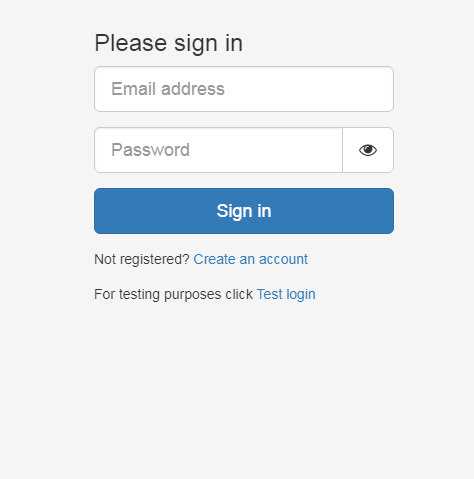 Please sign in
Email address
Password
Sign in
Not registered? Create an account
For testing purposes click Test login